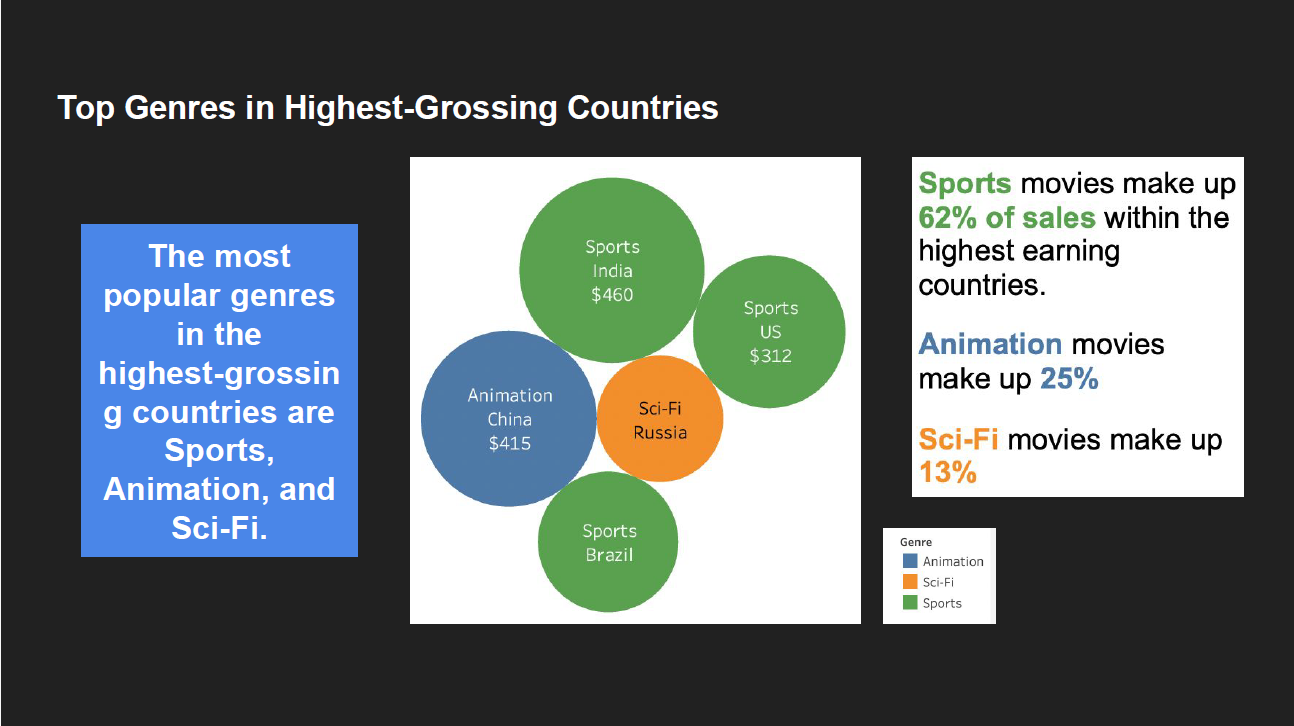 Top Genres in Highest-Grossing Countries
The most
popular genres
in the
highest-grossin
g countries are
Sports,
Animation, and
Sci-Fi.
Sports
India
$460
Sports
US
$312
Animation
China
$415
Sci-Fi
Russia
Sports
Brazil
Sports movies make up
62% of sales within the
highest earning
countries.
Animation movies
make up 25%
Sci-Fi movies make up
13%
Genre
Animation
Sci-Fi
Sports